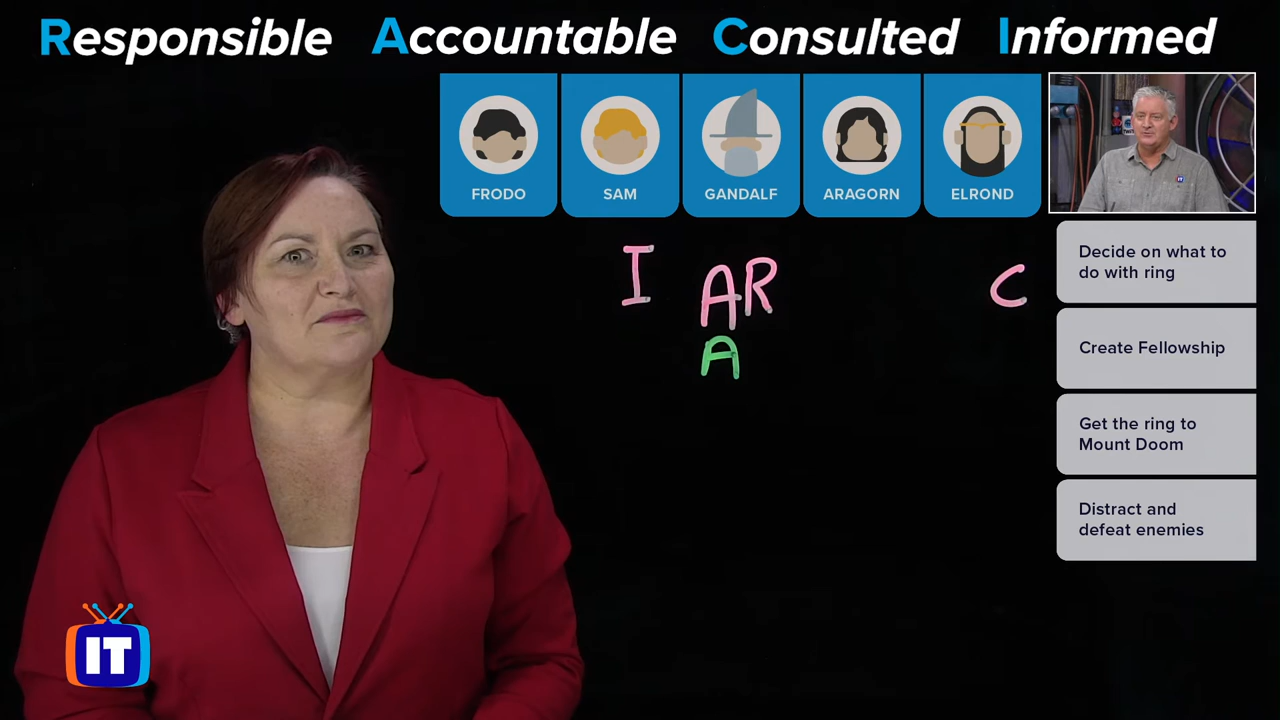 Responsible Accountable Consulted Informed
FRODO SAM GANDALF ARAGORN ELROND
I AR C
Decide on what to
do with ring
A
Create Fellowship
Get the ring to
Mount Doom
Distract and
defeat enemies
IT